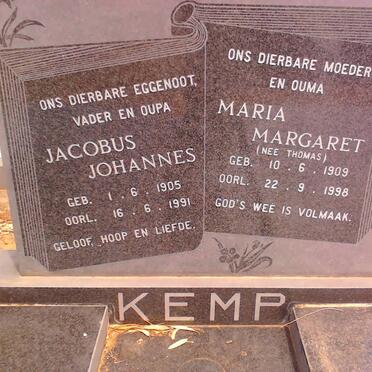 ONS DIERBARE EGGENOOT,
VADER EN OUPA
JACOBUS
JOHANNES
GEB. 1 . 6 . 1905
OORL. 16 . 6 . 1991
GELOOF, HOOP EN LIEFDE.
ONS DIERBARE MOEDER
EN OUMA
MARIA
MARGARET
(NEE THOMAS)
GEB. 10 . 6 . 1909
OORL. 22 . 9 . 1998
GOD'S WEË IS VOLMAAK.
KEMP